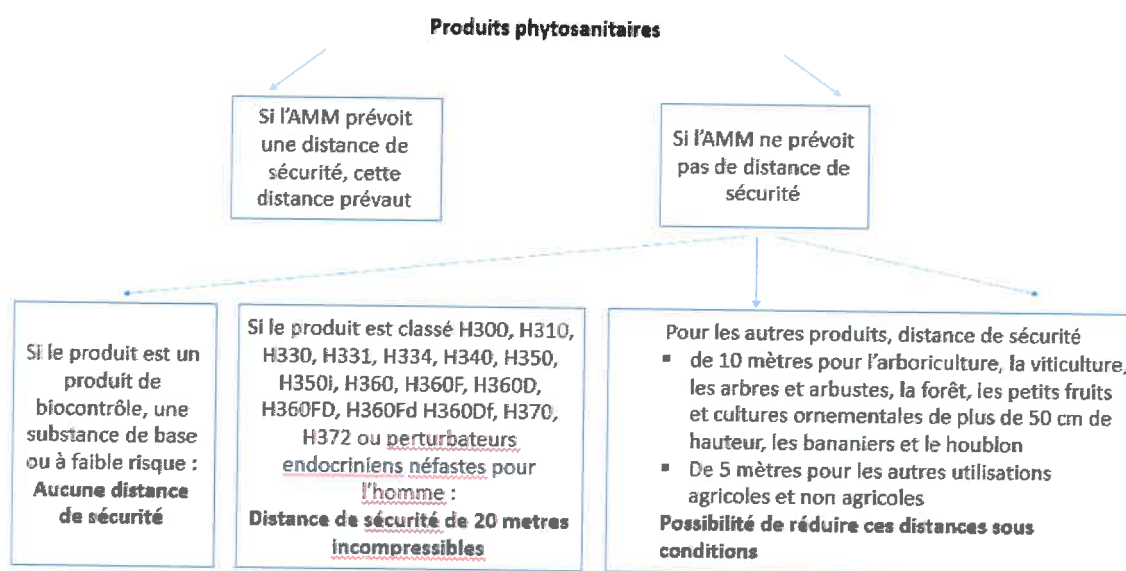 Produits phytosanitaires
Si l'AMM prévoit
une distance de
sécurité, cette
distance prévaut
Si l'AMM ne prévoit
pas de distance de
sécurité
Si le produit est un
produit de
biocontrôle, une
substance de base
ou à faible risque :
Aucune distance
de sécurité
Si le produit est classé H300, H310,
H330, H331, H334, H340, H350,
H350i, H360, H360F, H360D,
H360FD, H360Fd H360Df, H370,
H372 ou perturbateurs
endocriniens néfastes pour
l'homme :
Distance de sécurité de 20 metres
incompressibles
Pour les autres produits, distance de sécurité
▪ de 10 mètres pour l'arboriculture, la viticulture,
les arbres et arbustes, la forêt, les petits fruits
et cultures ornementales de plus de 50 cm de
hauteur, les bananiers et le houblon
▪ De 5 mètres pour les autres utilisations
agricoles et non agricoles
Possibilité de réduire ces distances sous
conditions